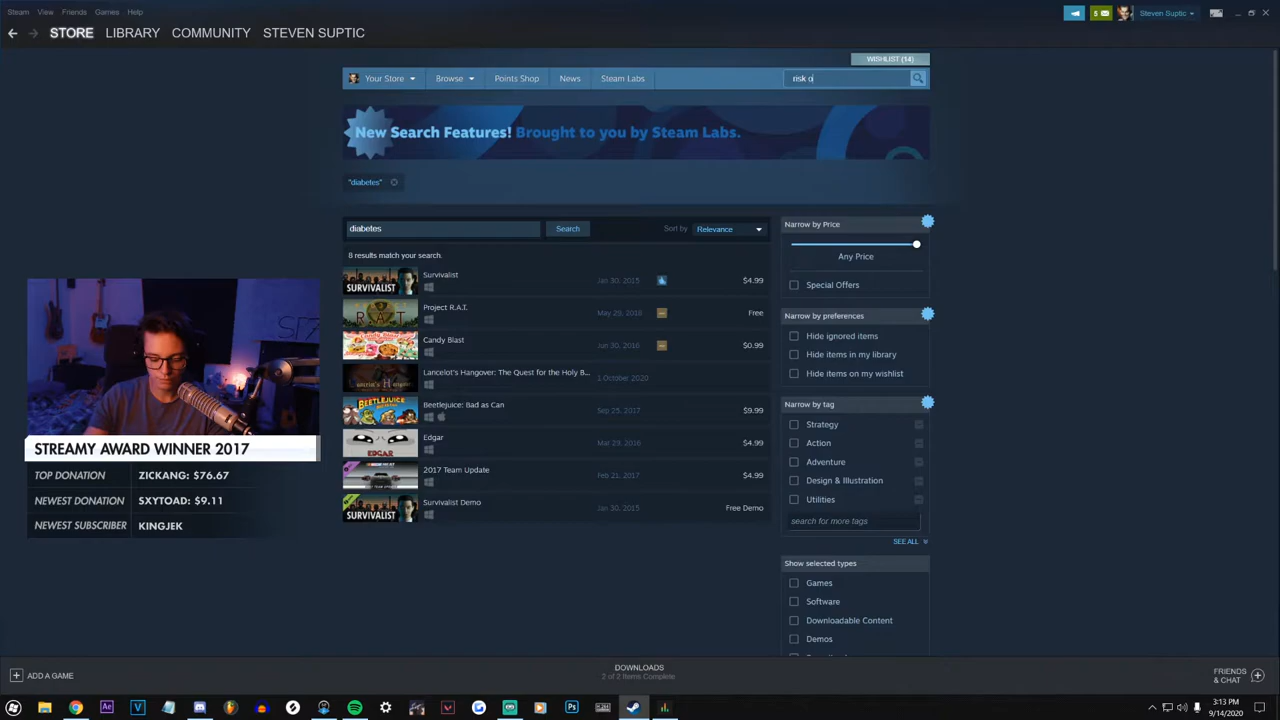 Steam View Friends Games Help
5
Steven Suptic
STORE LIBRARY COMMUNITY STEVEN SUPTIC
WISHLIST (14)
Your Store Browse Points Shop News Steam Labs
risk o
New Search Features! Brought to you by Steam Labs.
"diabetes"
diabetes
Search
Sort by Relevance
8 results match your search.
Survivalist
Jan 30, 2015
$4.99
Project R.A.T.
May 25, 2018
Free
Candy Blast
Jun 30, 2016
$0.99
Lancelot's Hangover: The Quest for the Holy B...
1 October 2020
Beetlejuice: Bad as Can
Sep 25, 2017
$9.99
Edgar
Mar 29, 2016
$4.99
2017 Team Update
Feb 21, 2017
$4.99
Survivalist Demo
Jan 30, 2015
Free Demo
SURVIVALIST
EDGAR
SURVIVALIST
Narrow by Price
Any Price
Special Offers
Narrow by preferences
Hide ignored items
Hide items in my library
Hide items on my wishlist
Narrow by tag
Strategy
Action
Adventure
Design & Illustration
Utilities
search for more tags
SEE ALL
Show selected types
Games
Software
Downloadable Content
Demos
STREAMY AWARD WINNER 2017
TOP DONATION ZICKANG: $76.67
NEWEST DONATION SXYTOAD: $9.11
NEWEST SUBSCRIBER KINGJEK
ADD A GAME
DOWNLOADS
2 of 2 Items Complete
FRIENDS
& CHAT
3:13 PM
9/14/2020